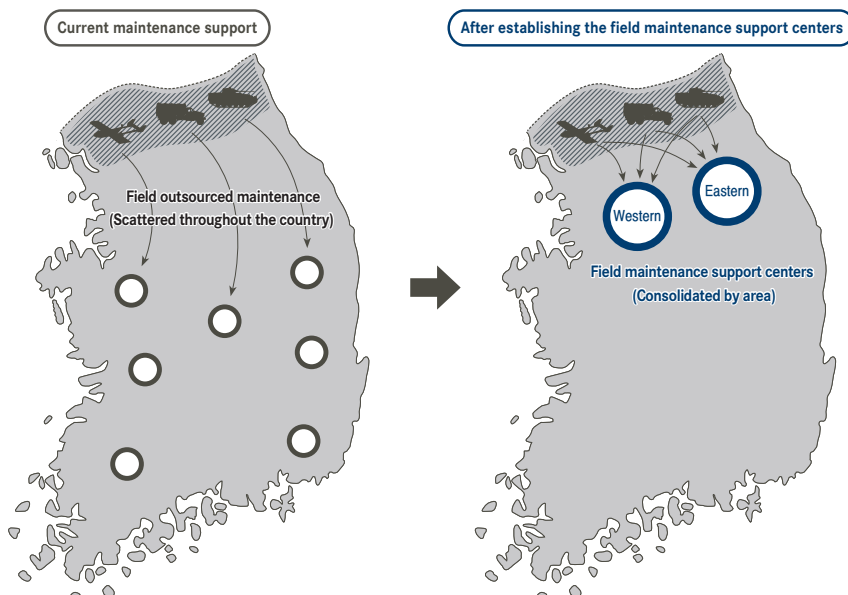 Current maintenance support
After establishing the field maintenance support centers
Field outsourced maintenance
(Scattered throughout the country)
Western
Eastern
Field maintenance support centers
(Consolidated by area)